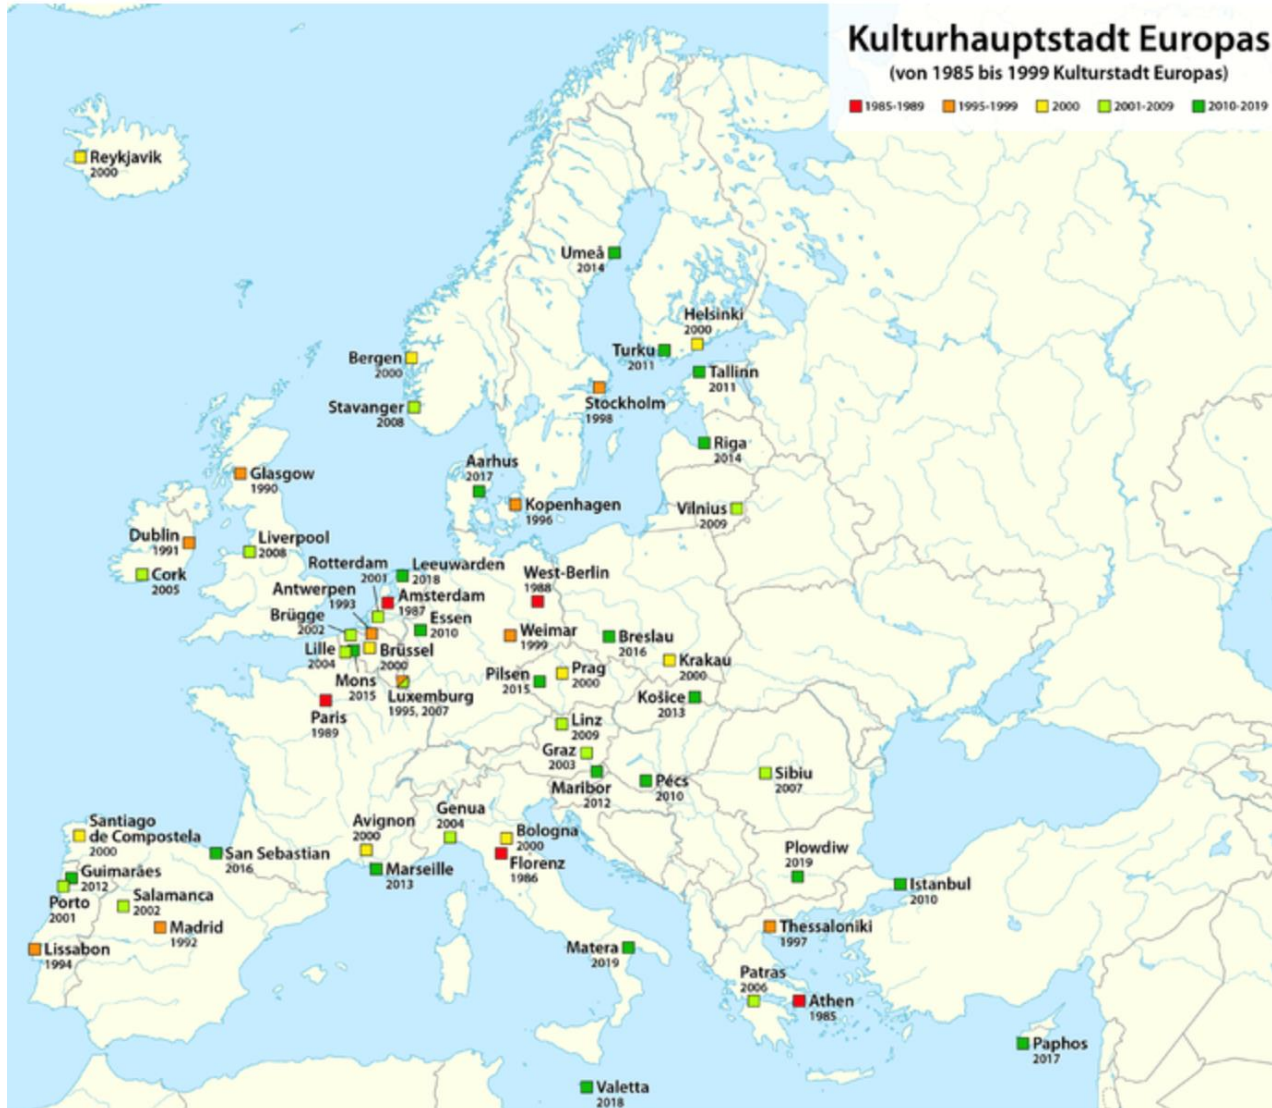 Kulturhauptstadt Europas
(von 1985 bis 1999 Kulturstadt Europas)
1985-1989 1995-1999 2000 2001-2009 2010-2019
Reykjavik
2000
Umeå
2014
Helsinki
2000
Turku
2011
Bergen
2000
Tallinn
2011
Stockholm
1998
Stavanger
2008
Riga
2014
Aarhus
2017
Glasgow
1990
Kopenhagen
1996
Vilnius
2009
Dublin
1991
Liverpool
2008
Cork
2005
Rotterdam
2001
Leeuwarden
2018
West-Berlin
1988
Antwerpen
1993
Amsterdam
1987
Brügge
2002
Essen
2010
Weimar
1999
Breslau
2016
Lille
2004
Brüssel
2000
Krakau
2000
Mons
2015
Luxemburg
1995, 2007
Pilsen
2015
Prag
2000
Košice
2013
Paris
1989
Linz
2009
Graz
2003
Maribor
2012
Pécs
2010
Sibiu
2007
Santiago
de Compostela
2000
Avignon
2000
Genua
2004
Bologna
2000
San Sebastian
2016
Florenz
1986
Marseille
2013
Plowdiw
2019
Guimarães
2012
Istanbul
2010
Porto
2001
Salamanca
2002
Madrid
1992
Thessaloniki
1997
Lissabon
1994
Matera
2019
Patras
2006
Athen
1985
Paphos
2017
Valetta
2018